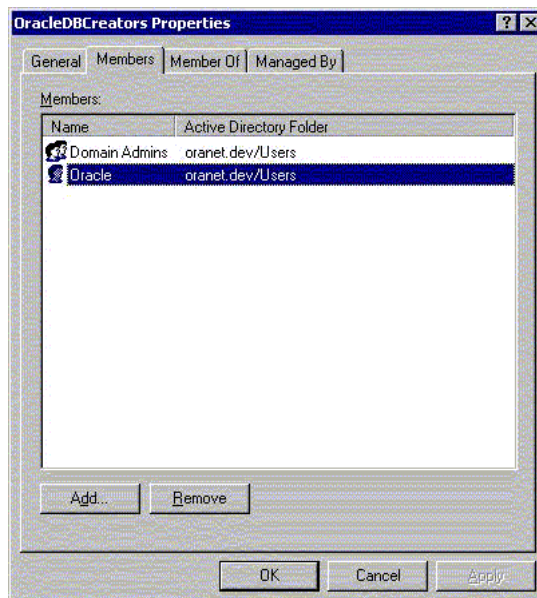 OracleDBCreators Properties
General Members Member Of Managed By
Members:
Name Active Directory Folder
Domain Admins oranet.dev/Users
Oracle oranet.dev/Users
Add... Remove
OK Cancel Apply